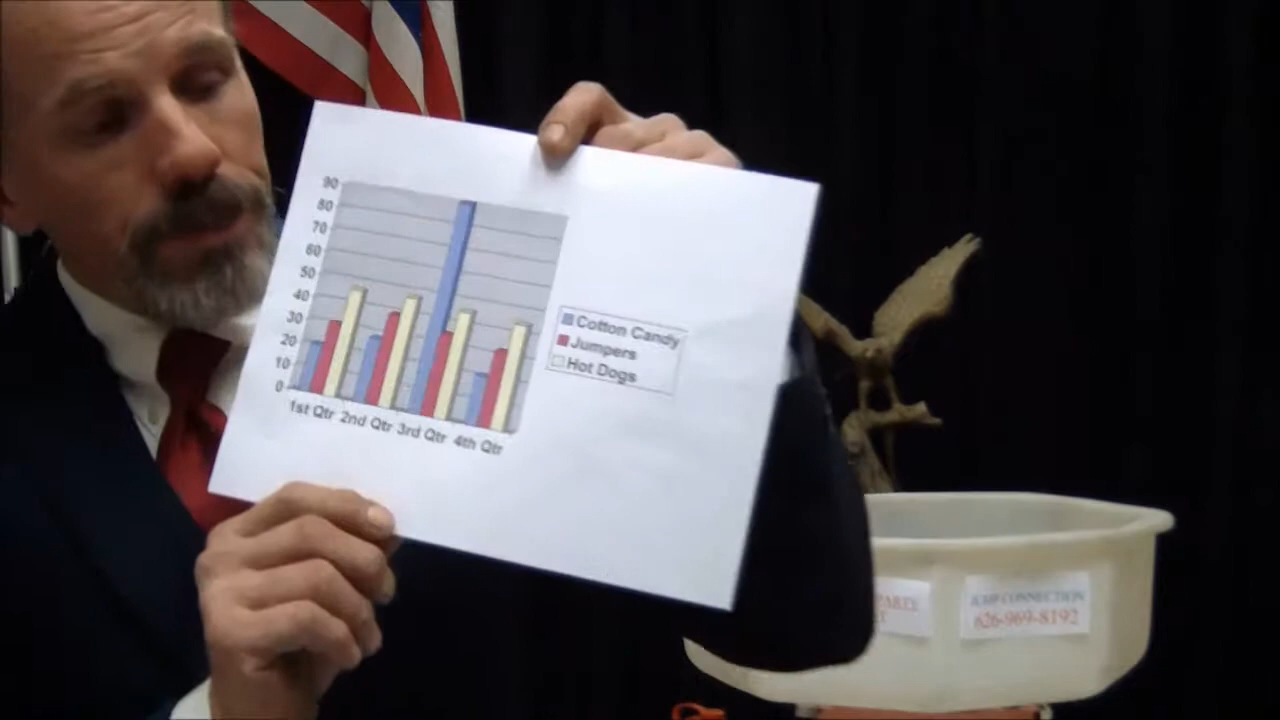 90
80
70
60
50
40
30
20
10
0
1st Qtr 2nd Qtr 3rd Qtr 4th Qtr
Cotton Candy
Jumpers
Hot Dogs
PARTY
JUMP CONNECTION
626-969-8192